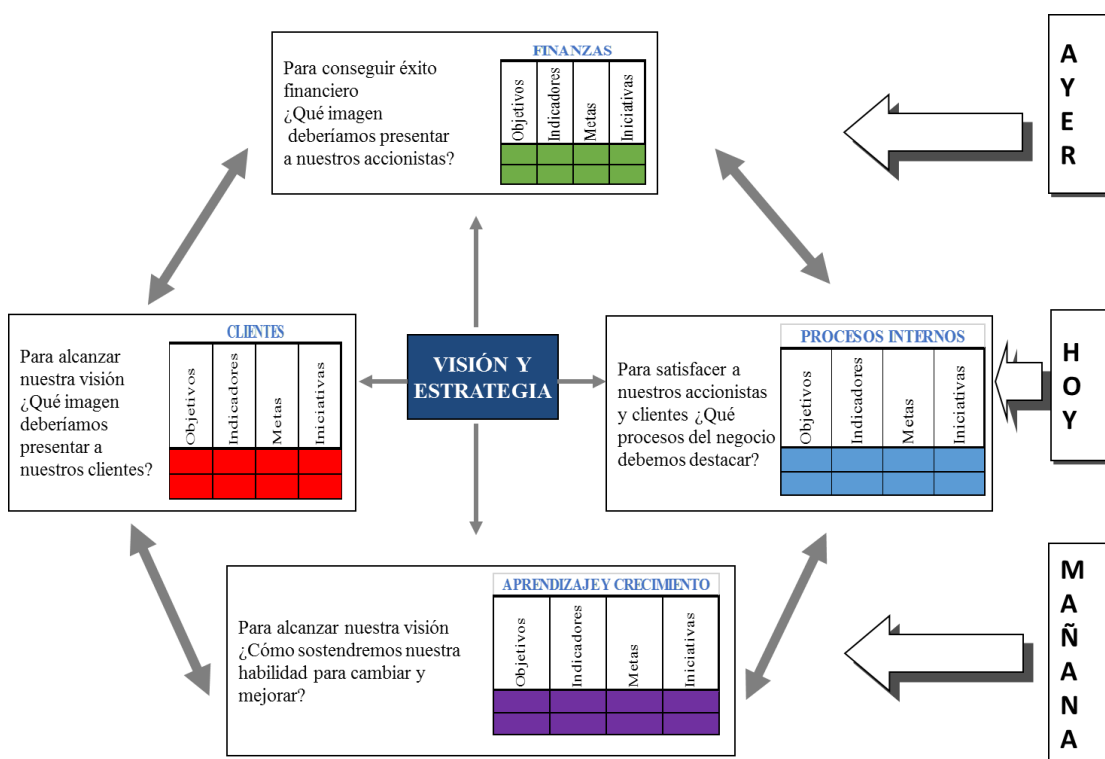 FINANZAS
Para conseguir éxito
financiero
¿Qué imagen
deberíamos presentar
a nuestros accionistas?
Objetivos
Indicadores
Metas
Iniciativas
AYER
CLIENTES
Para alcanzar
nuestra visión
¿Qué imagen
deberíamos
presentar a
nuestros clientes?
Objetivos
Indicadores
Metas
Iniciativas
VISIÓN Y
ESTRATEGIA
PROCESOS INTERNOS
Para satisfacer a
nuestros accionistas
y clientes ¿Qué
procesos del negocio
debemos destacar?
Objetivos
Indicadores
Metas
Iniciativas
HOY
APRENDIZAJE Y CRECIMIENTO
Para alcanzar nuestra visión
¿Cómo sostendremos nuestra
habilidad para cambiar y
mejorar?
Objetivos
Indicadores
Metas
Iniciativas
MAÑANA